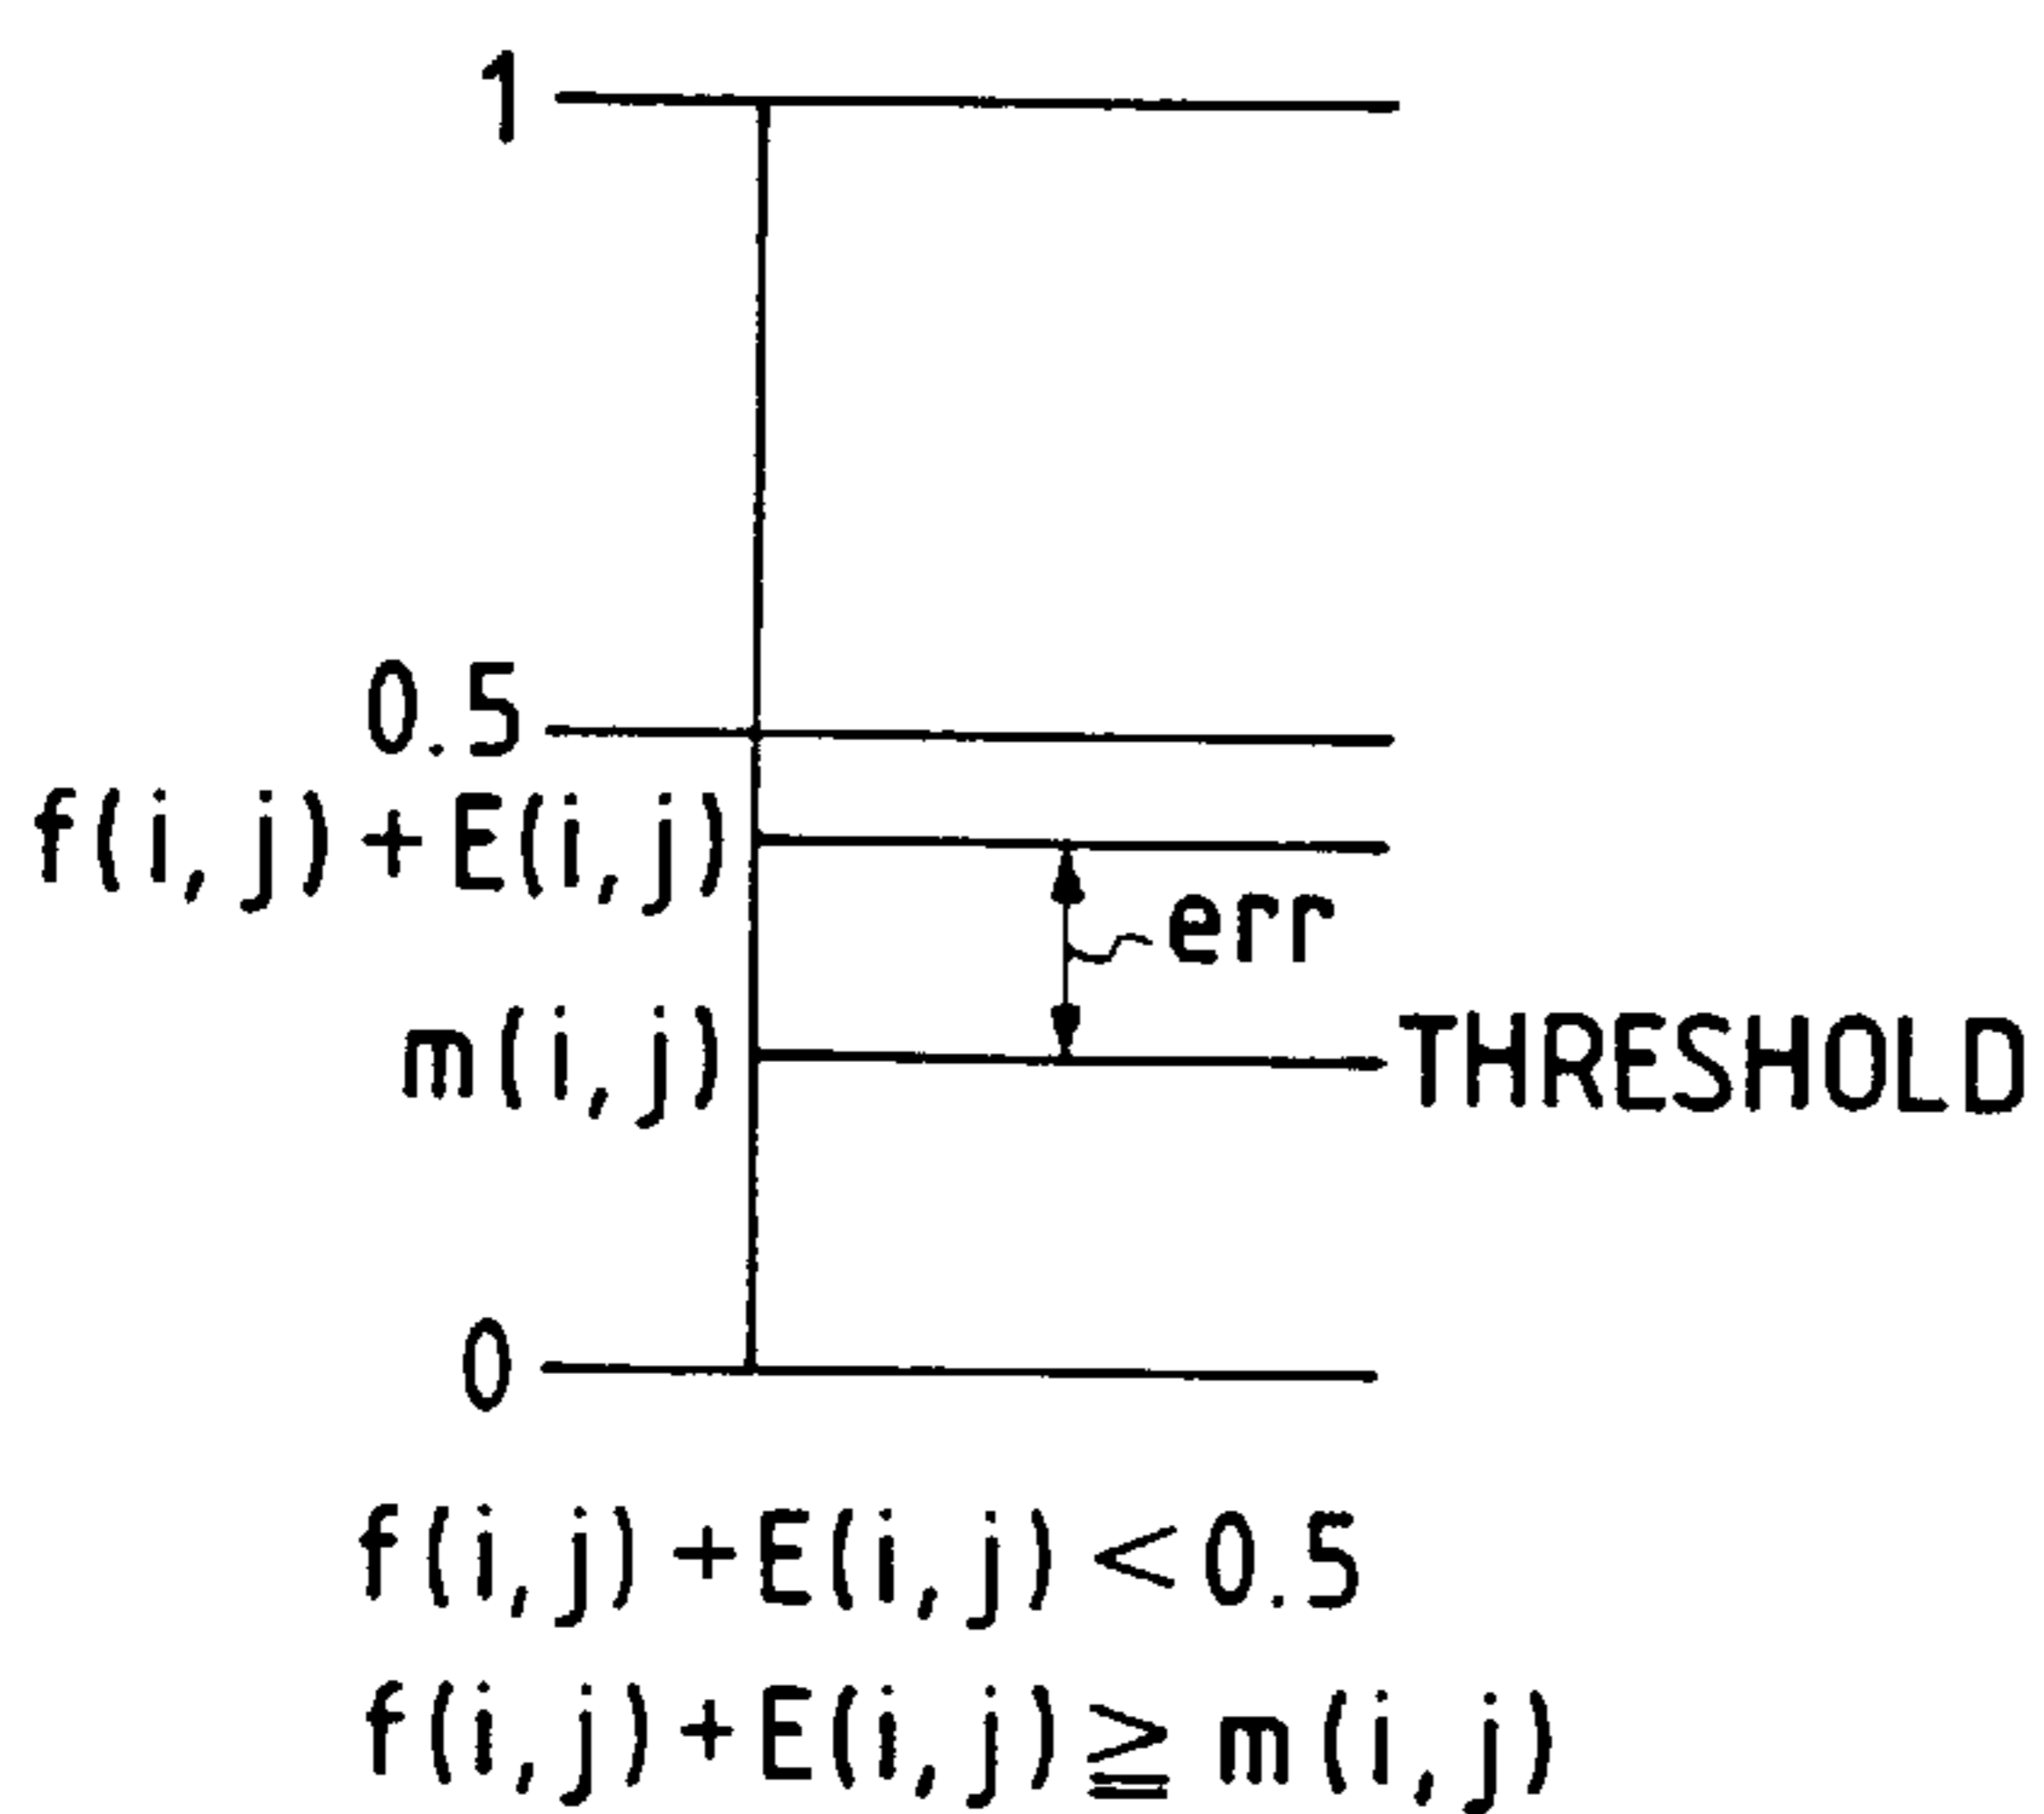 1
0.5
f(i,j)+E(i,j)
err
m(i,j) THRESHOLD
0
f(i,j)+E(i,j)<0.5
f(i,j)+E(i,j)≧m(i,j)